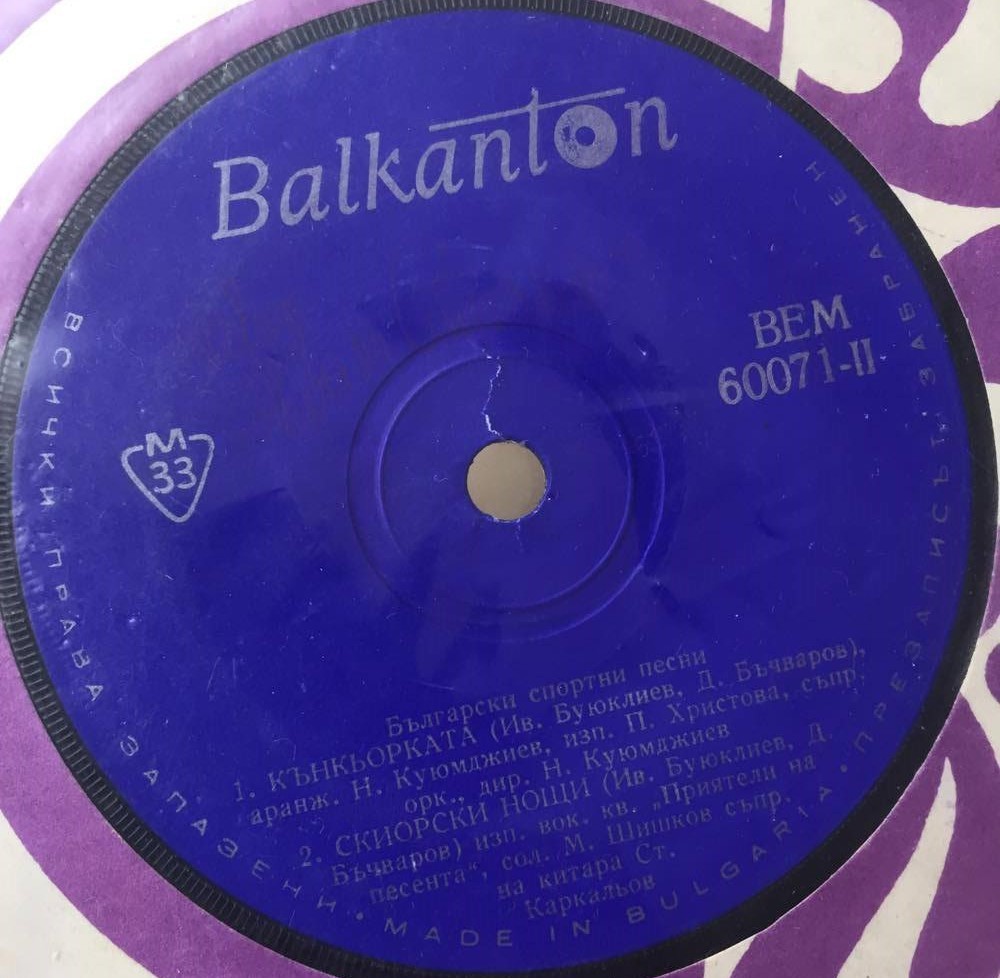 Balkanton
ВЕМ
60071-II
М
33
Български спортни песни
1. КЪНКЬОРКАТА (Ив. Буюклиев, Д. Бъчваров),
аранж. Н. Куюмджиев, изп. П. Христова, съпр.
орк., дир. Н. Куюмджиев
2. СКИОРСКИ НОЩИ (Ив. Буюклиев, Д.
Бъчваров) изп. вок. кв. „Приятели на
песента“, сол. М. Шишков съпр.
на китара Ст.
Каркальов
ВСИЧКИ ПРАВА ЗАПАЗЕНИ • MADE IN BULGARIA • ПРЕЗАПИСЪТ ЗАБРАНЕН